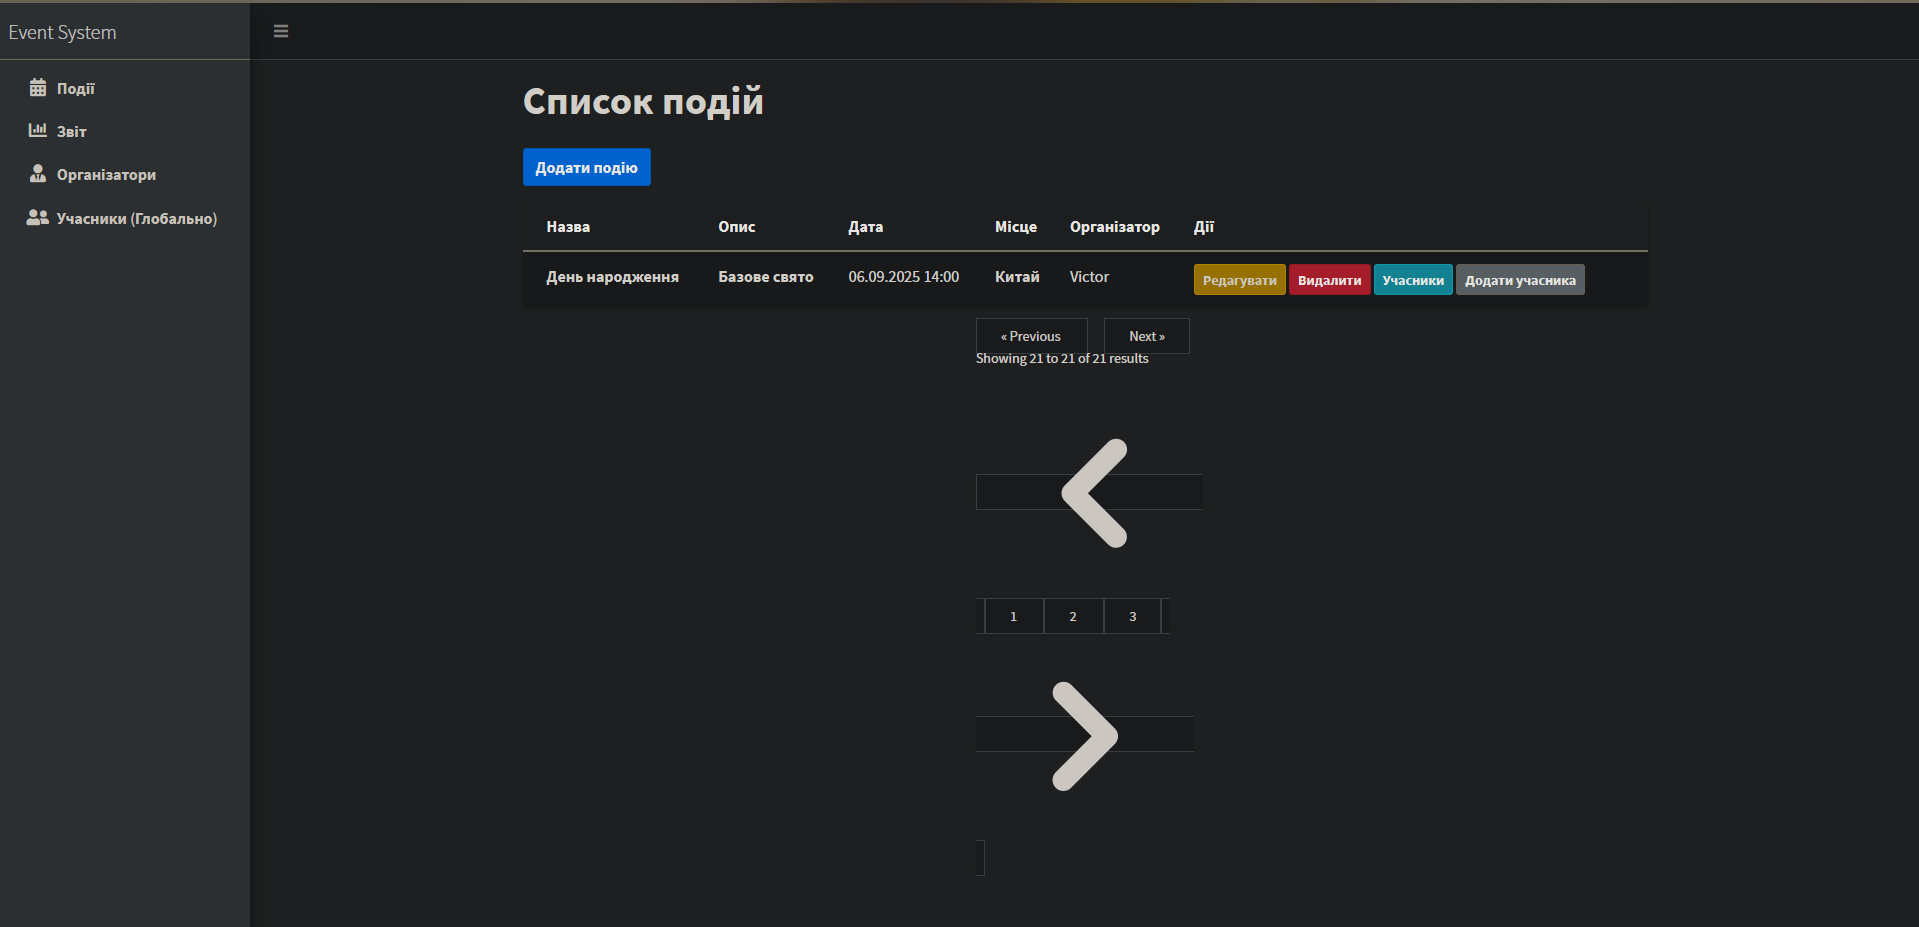 Event System
Події
Звіт
Організатори
Учасники (Глобально)
Список подій
Додати подію
Назва Опис Дата Місце Організатор Дії
День народження Базове свято 06.09.2025 14:00 Китай Victor Редагувати Видалити Учасники Додати учасника
« Previous Next »
Showing 21 to 21 of 21 results
1 2 3